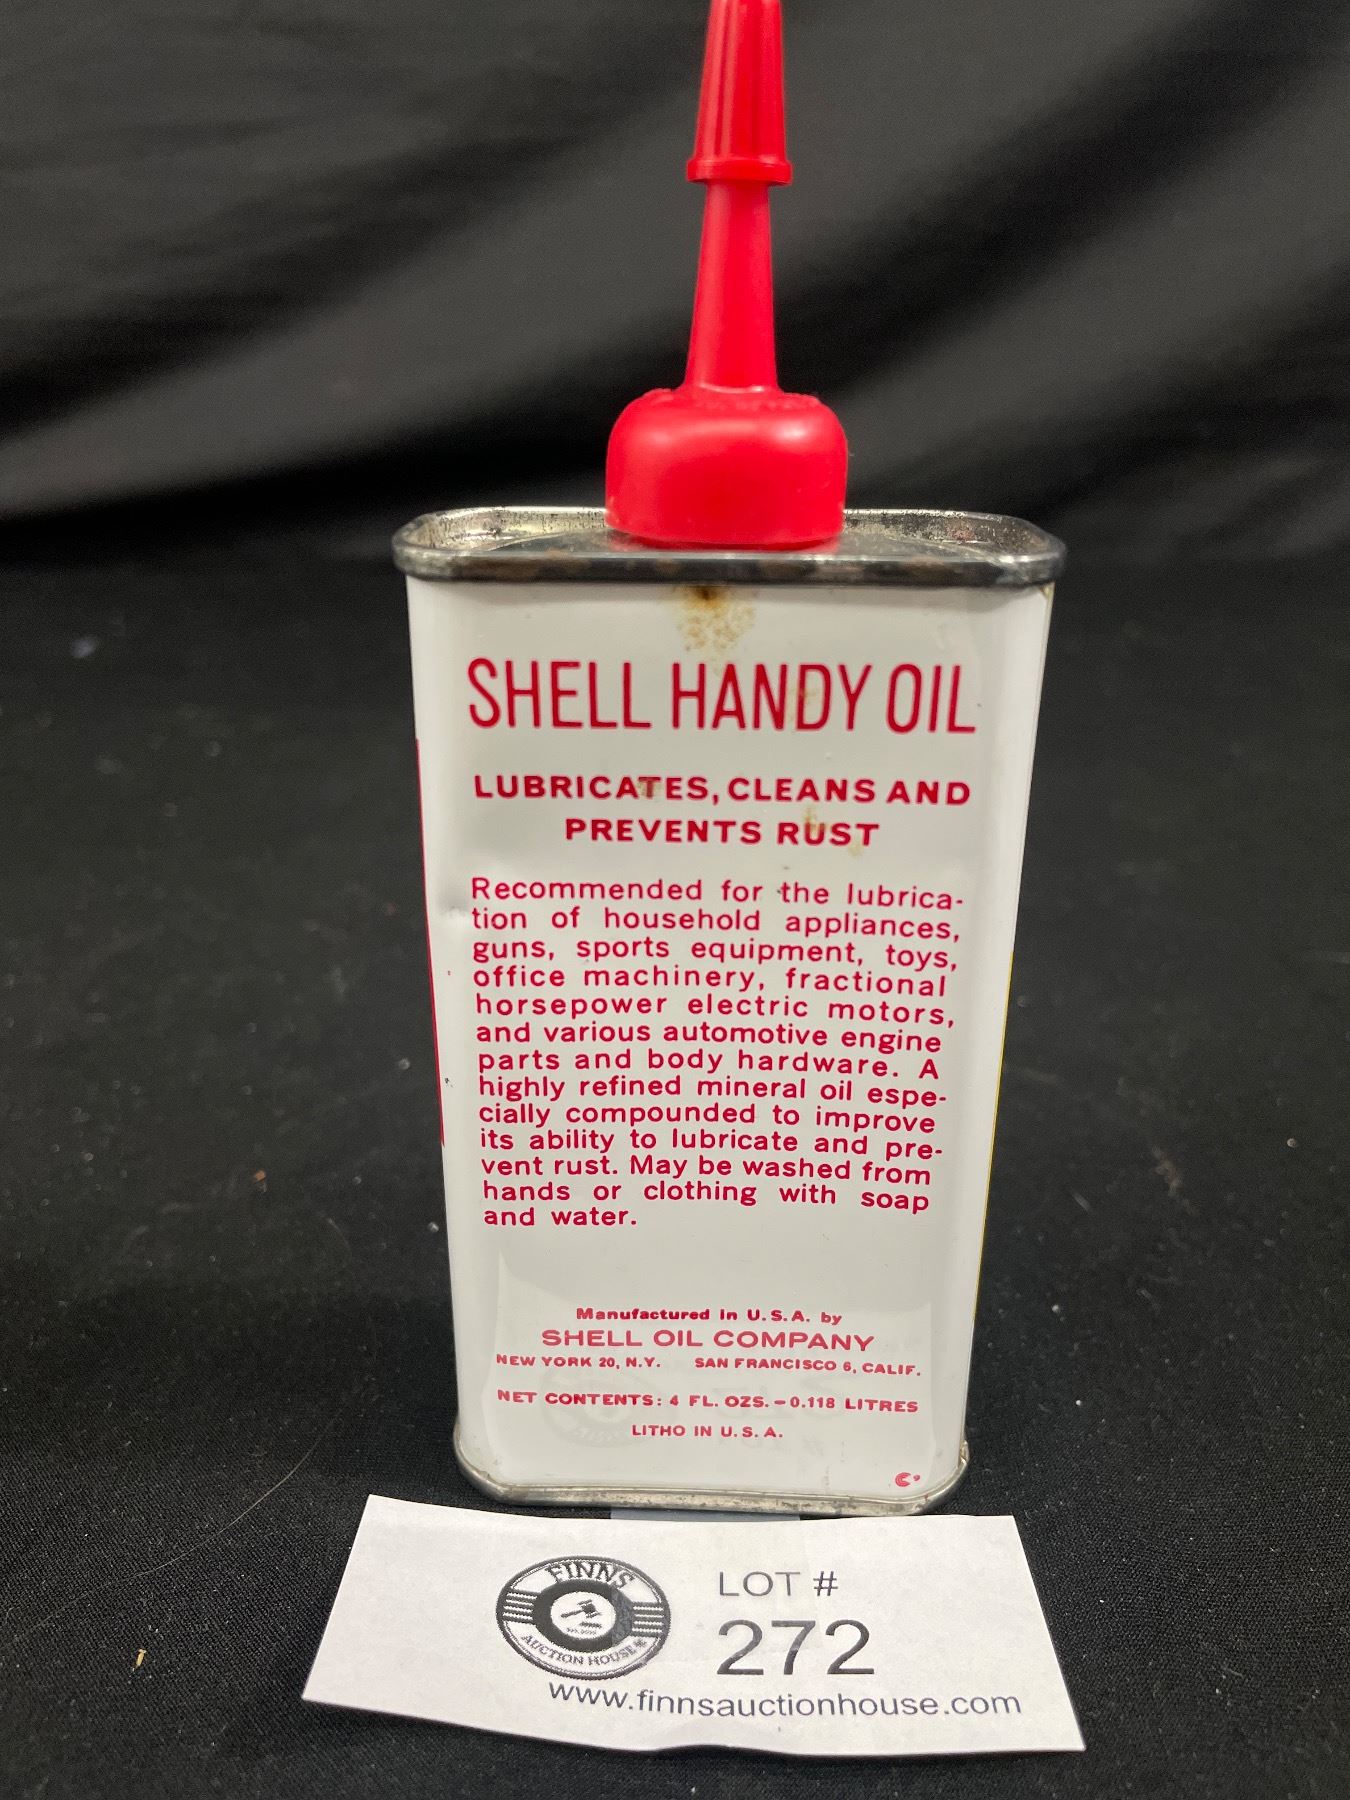 SHELL HANDY OIL
LUBRICATES, CLEANS AND
PREVENTS RUST
Recommended for the lubrica-
tion of household appliances,
guns, sports equipment, toys,
office machinery, fractional
horsepower electric motors,
and various automotive engine
parts and body hardware. A
highly refined mineral oil espe-
cially compounded to improve
its ability to lubricate and pre-
vent rust. May be washed from
hands or clothing with soap
and water.
Manufactured in U.S.A. by
SHELL OIL COMPANY
NEW YORK 20, N.Y. SAN FRANCISCO 6, CALIF.
NET CONTENTS: 4 FL. OZS. – 0.118 LITRES
LITHO IN U.S.A.
FINNS
AUCTION HOUSE
LOT #
272
www.finnsauctionhouse.com